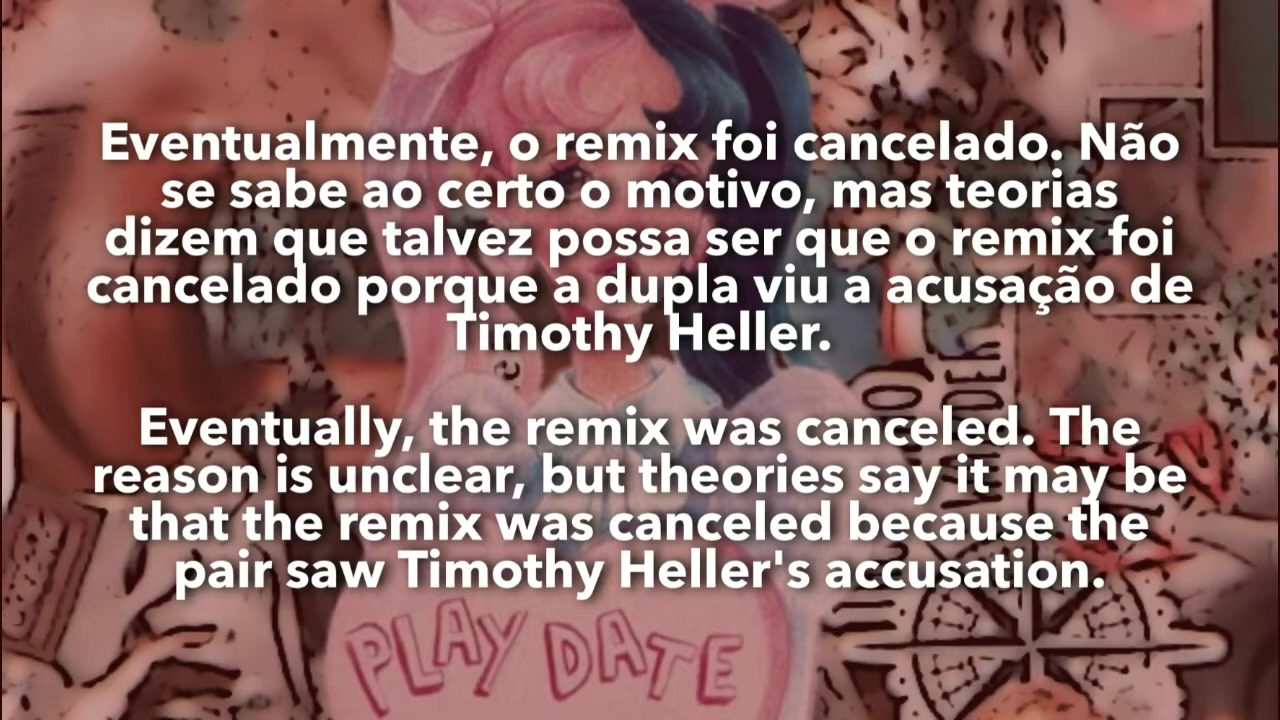 Eventualmente, o remix foi cancelado. Não
se sabe ao certo o motivo, mas teorias
dizem que talvez possa ser que o remix foi
cancelado porque a dupla viu a acusação de
Timothy Heller.
Eventually, the remix was canceled. The
reason is unclear, but theories say it may be
that the remix was canceled because the
pair saw Timothy Heller's accusation.
PLAY DATE